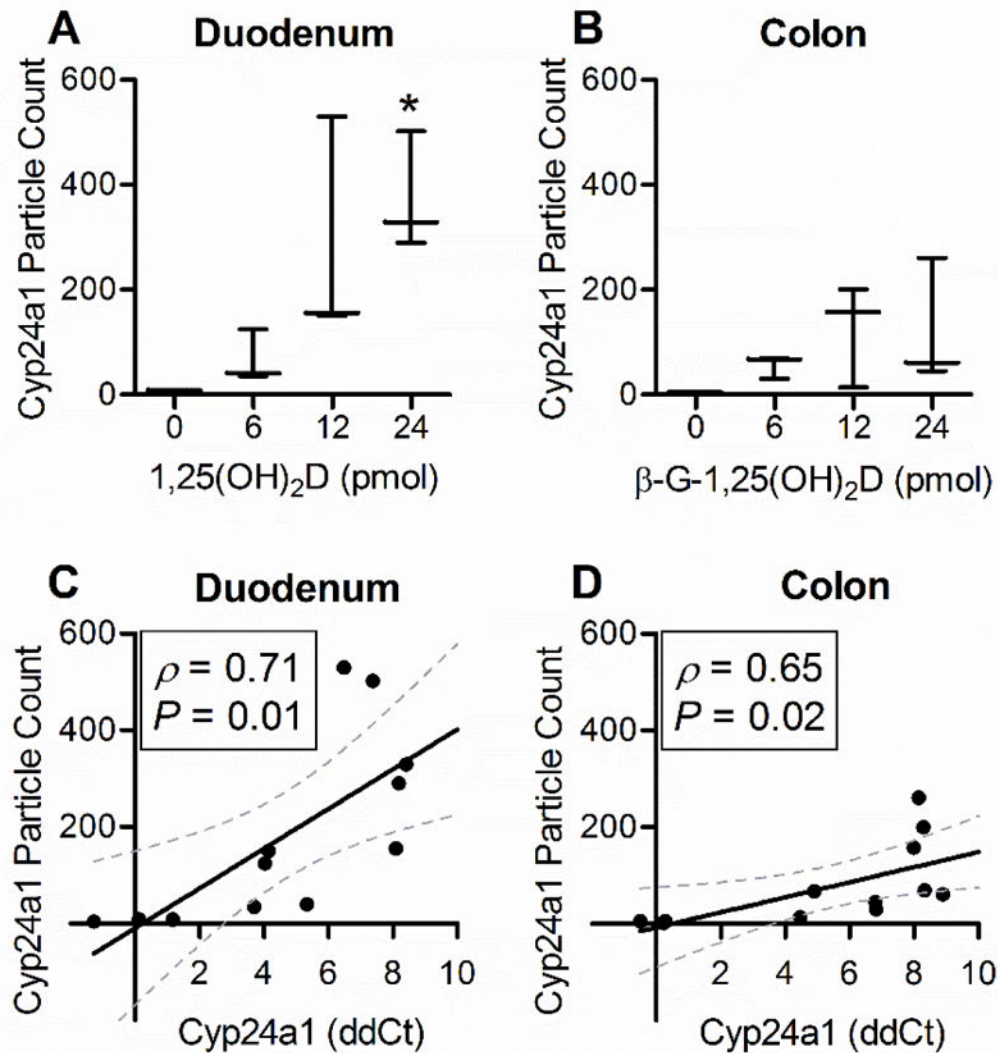 A Duodenum
Cyp24a1 Particle Count
600
400
200
0
*
0 6 12 24
1,25(OH)₂D (pmol)
B Colon
Cyp24a1 Particle Count
600
400
200
0
0 6 12 24
β-G-1,25(OH)₂D (pmol)
C Duodenum
Cyp24a1 Particle Count
600
400
200
ρ = 0.71
P = 0.01
2 4 6 8 10
Cyp24a1 (ddCt)
D Colon
Cyp24a1 Particle Count
600
400
200
ρ = 0.65
P = 0.02
2 4 6 8 10
Cyp24a1 (ddCt)